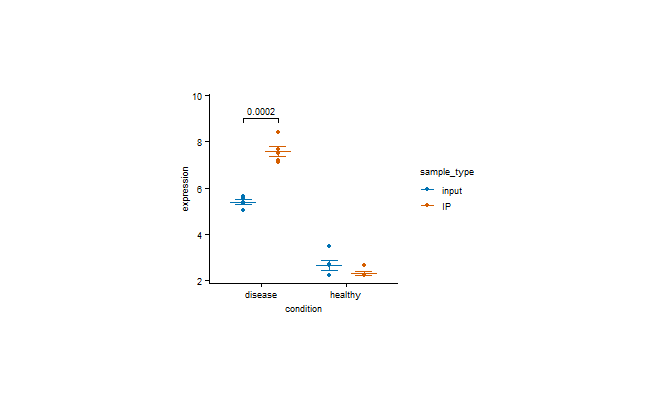 10
0.0002
8
sample_type
input
IP
6
expression
4
2
disease healthy
condition